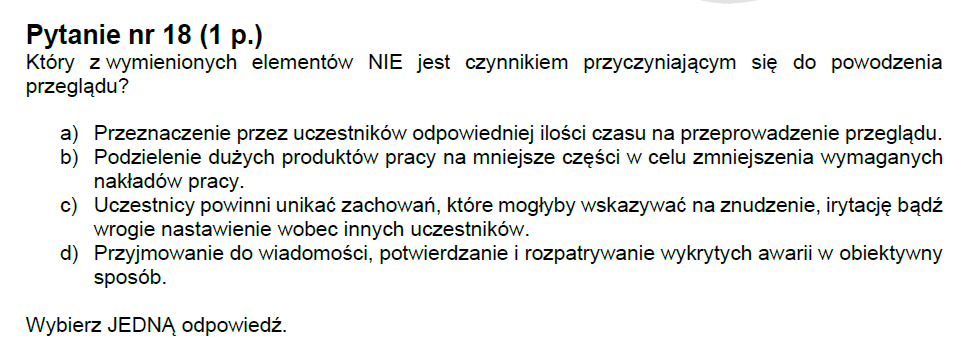 Pytanie nr 18 (1 p.)
Który z wymienionych elementów NIE jest czynnikiem przyczyniającym się do powodzenia
przeglądu?
a) Przeznaczenie przez uczestników odpowiedniej ilości czasu na przeprowadzenie przeglądu.
b) Podzielenie dużych produktów pracy na mniejsze części w celu zmniejszenia wymaganych
nakładów pracy.
c) Uczestnicy powinni unikać zachowań, które mogłyby wskazywać na znudzenie, irytację bądź
wrogie nastawienie wobec innych uczestników.
d) Przyjmowanie do wiadomości, potwierdzanie i rozpatrywanie wykrytych awarii w obiektywny
sposób.
Wybierz JEDNĄ odpowiedź.